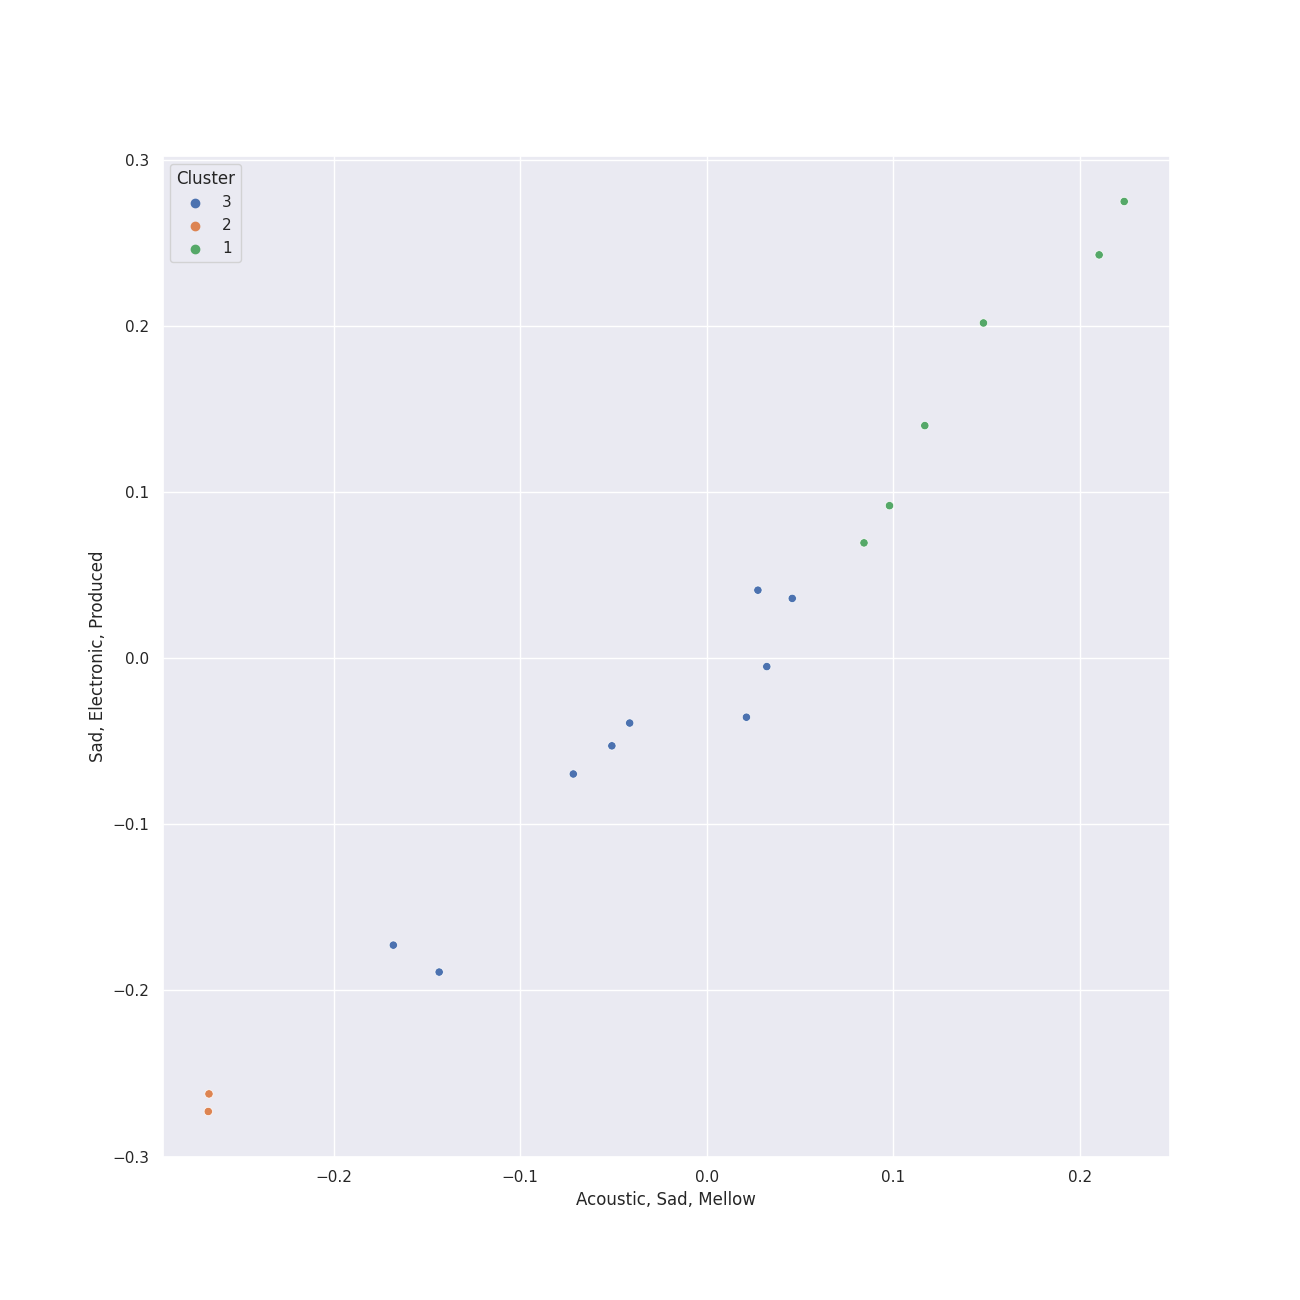 0.3
Cluster
3
2
1
0.2
0.1
0.0
−0.1
−0.2
−0.3
Sad, Electronic, Produced
−0.2 −0.1 0.0 0.1 0.2
Acoustic, Sad, Mellow